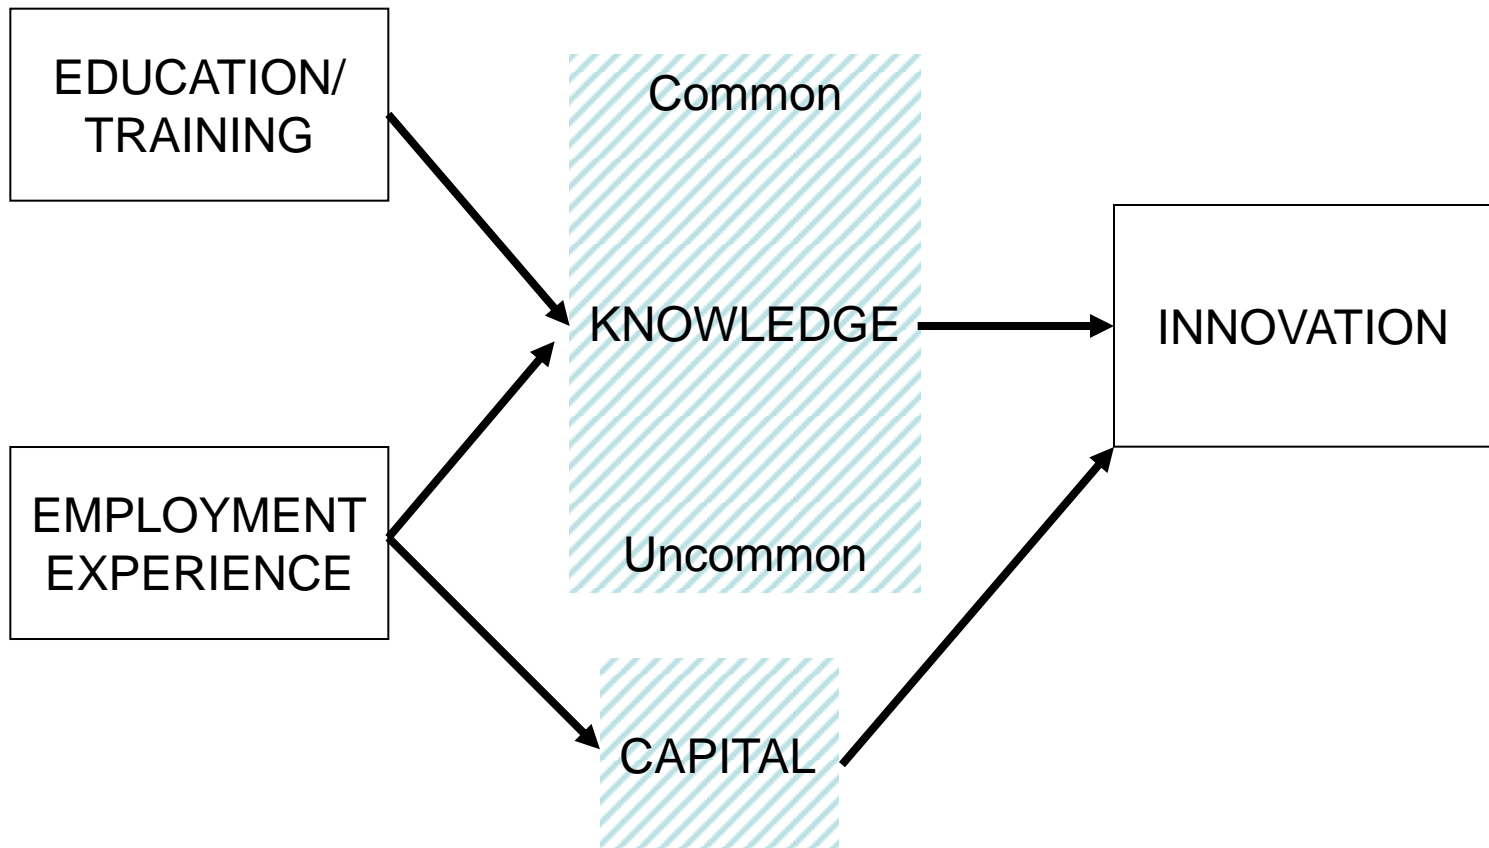 EDUCATION/
TRAINING
Common
KNOWLEDGE
INNOVATION
EMPLOYMENT
EXPERIENCE
Uncommon
CAPITAL